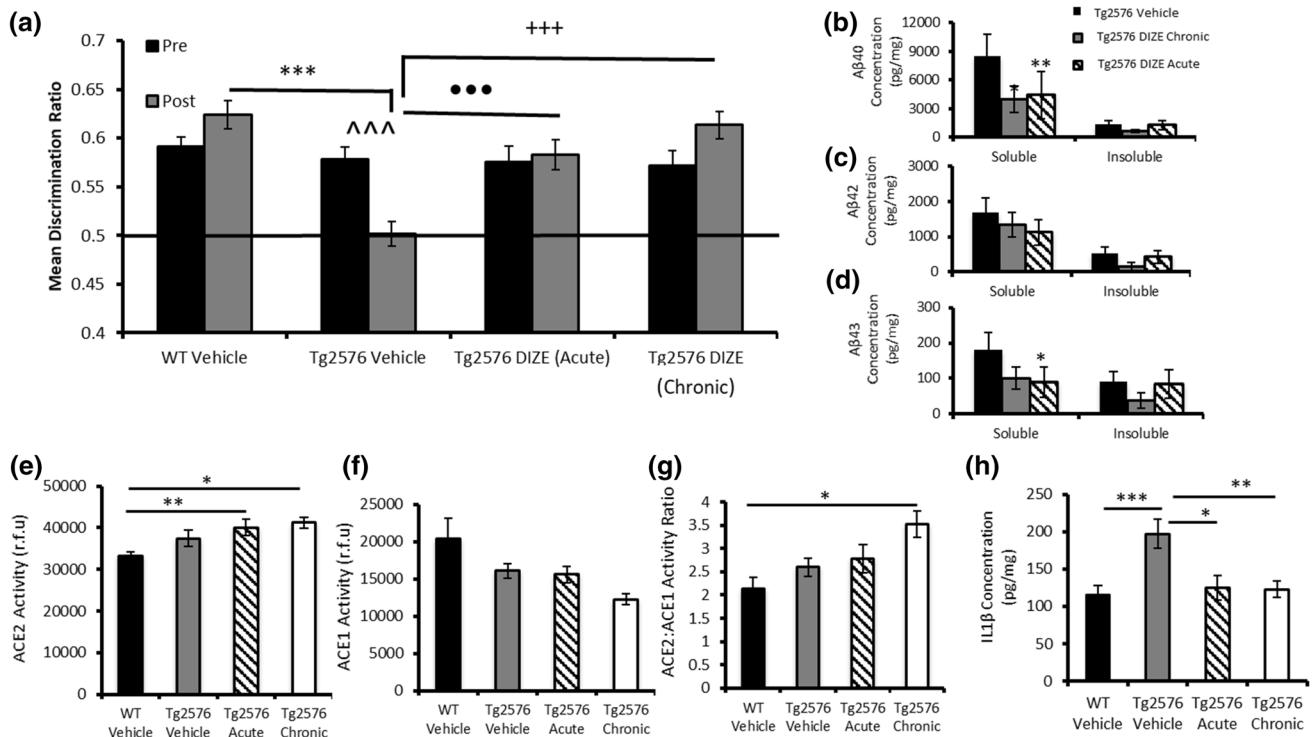 (a)
+++
0.7
Pre
***
0.65
Post
●●●
^^^
0.6
0.55
0.5
0.45
0.4
Mean Discrimination Ratio
WT Vehicle
Tg2576 Vehicle
Tg2576 DIZE (Acute)
Tg2576 DIZE
(Chronic)
(b)
Tg2576 Vehicle
Tg2576 DIZE Chronic
Tg2576 DIZE Acute
Aβ40
Concentration
(pg/mg)
12000
9000
6000
3000
0
*
**
Soluble
Insoluble
(c)
Aβ42
Concentration
(pg/mg)
3000
2000
1000
0
Soluble
Insoluble
(d)
Aβ43
Concentration
(pg/mg)
300
200
100
0
*
Soluble
Insoluble
(e)
ACE2 Activity (r.f.u)
50000
40000
30000
20000
10000
0
*
**
WT
Vehicle
Tg2576
Vehicle
Tg2576
Acute
Tg2576
Chronic
(f)
ACE1 Activity (r.f.u)
25000
20000
15000
10000
5000
0
WT
Vehicle
Tg2576
Vehicle
Tg2576
Acute
Tg2576
Chronic
(g)
ACE2:ACE1 Activity Ratio
4
3.5
3
2.5
2
1.5
1
0.5
0
*
WT
Vehicle
Tg2576
Vehicle
Tg2576
Acute
Tg2576
Chronic
(h)
IL1β Concentration
(pg/mg)
250
200
150
100
50
0
***
**
*
WT
Vehicle
Tg2576
Vehicle
Tg2576
Acute
Tg2576
Chronic